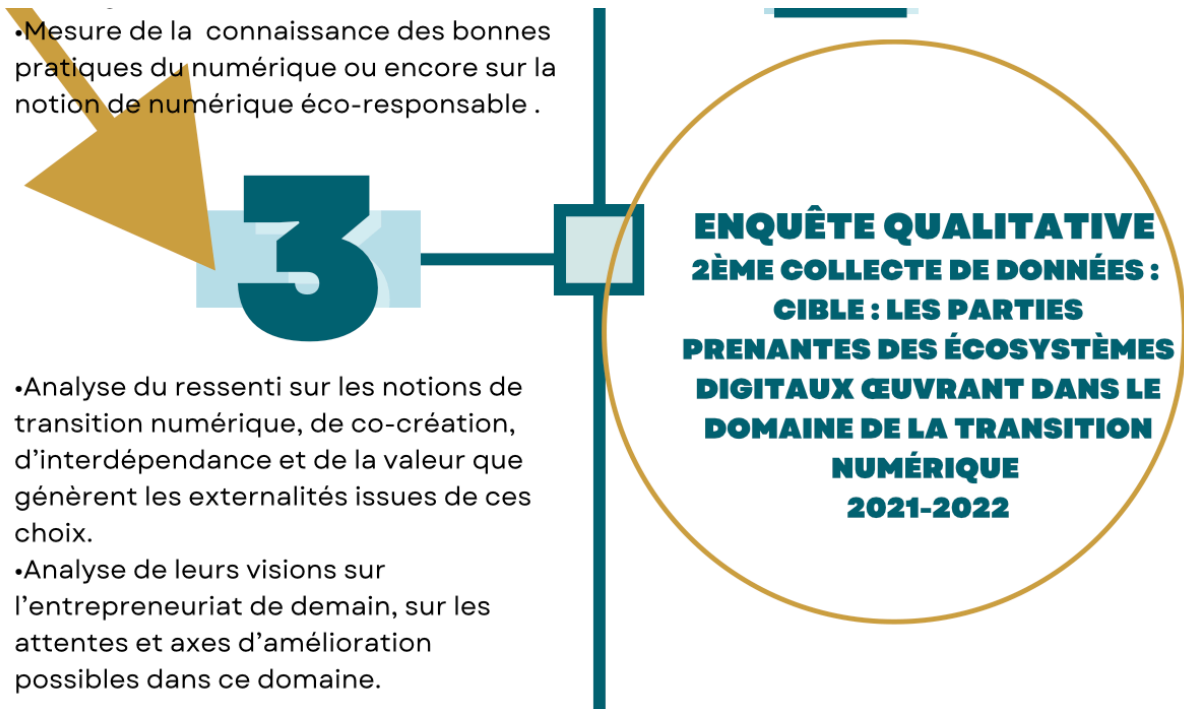 •Mesure de la connaissance des bonnes
pratiques du numérique ou encore sur la
notion de numérique éco-responsable .
3
ENQUÊTE QUALITATIVE
2ÈME COLLECTE DE DONNÉES :
CIBLE : LES PARTIES
PRENANTES DES ÉCOSYSTÈMES
DIGITAUX ŒUVRANT DANS LE
DOMAINE DE LA TRANSITION
NUMÉRIQUE
2021-2022
•Analyse du ressenti sur les notions de
transition numérique, de co-création,
d’interdépendance et de la valeur que
génèrent les externalités issues de ces
choix.
•Analyse de leurs visions sur
l’entrepreneuriat de demain, sur les
attentes et axes d’amélioration
possibles dans ce domaine.